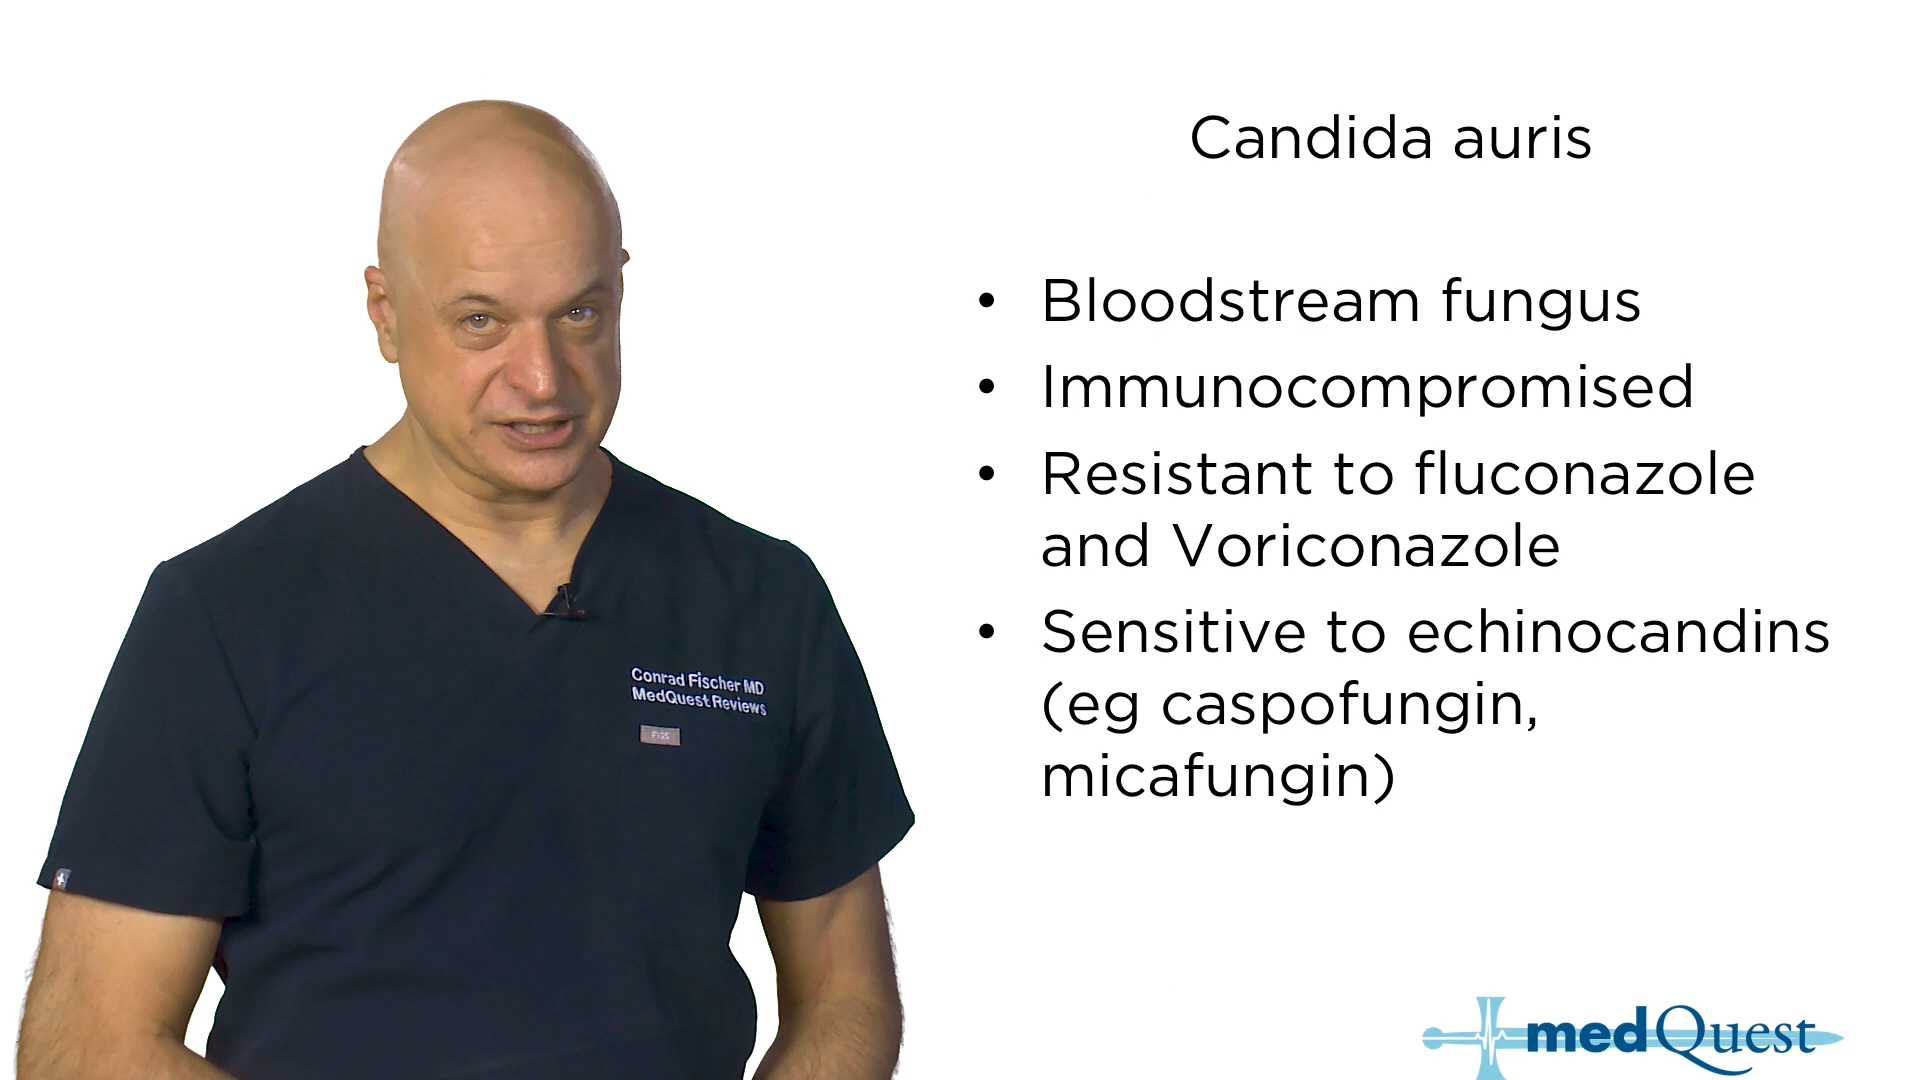 Candida auris
• Bloodstream fungus
• Immunocompromised
• Resistant to fluconazole
and Voriconazole
• Sensitive to echinocandins
(eg caspofungin,
micafungin)
Conrad Fischer MD
MedQuest Reviews
FIGS
medQuest